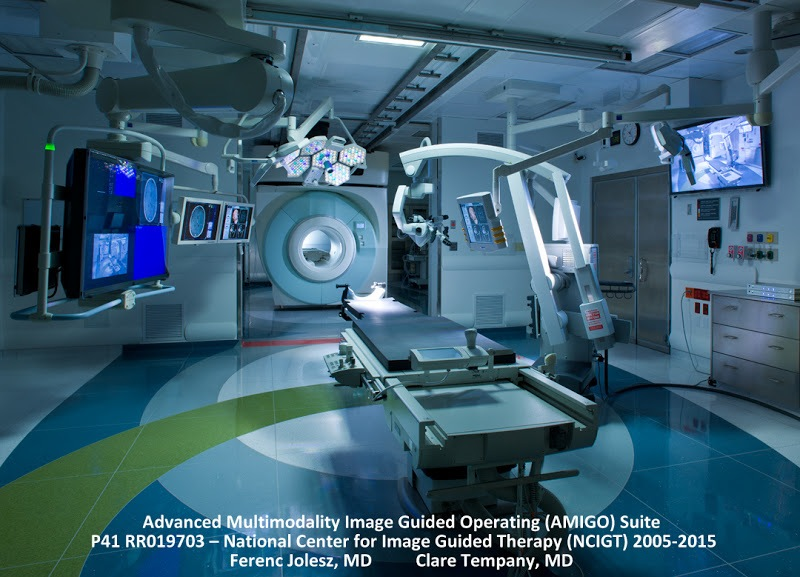 Advanced Multimodality Image Guided Operating (AMIGO) Suite
P41 RR019703 – National Center for Image Guided Therapy (NCIGT) 2005-2015
Ferenc Jolesz, MD Clare Tempany, MD